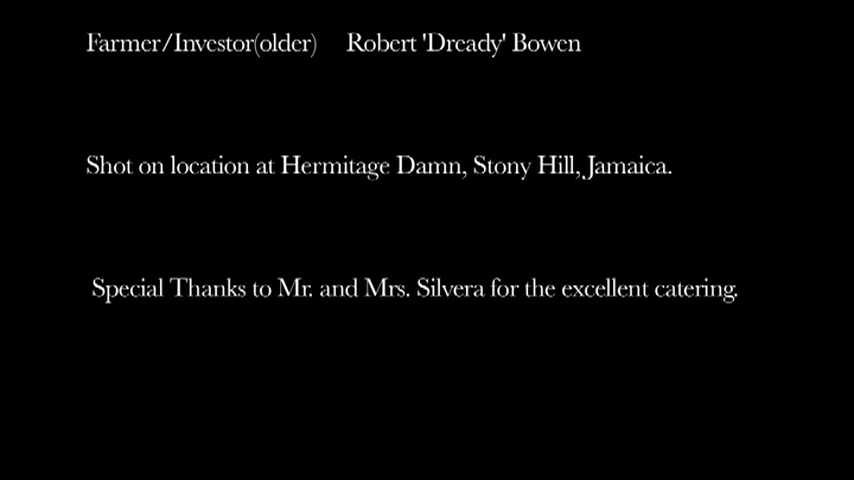 Farmer/Investor(older) Robert 'Dready' Bowen
Shot on location at Hermitage Damn, Stony Hill, Jamaica.
Special Thanks to Mr. and Mrs. Silvera for the excellent catering.